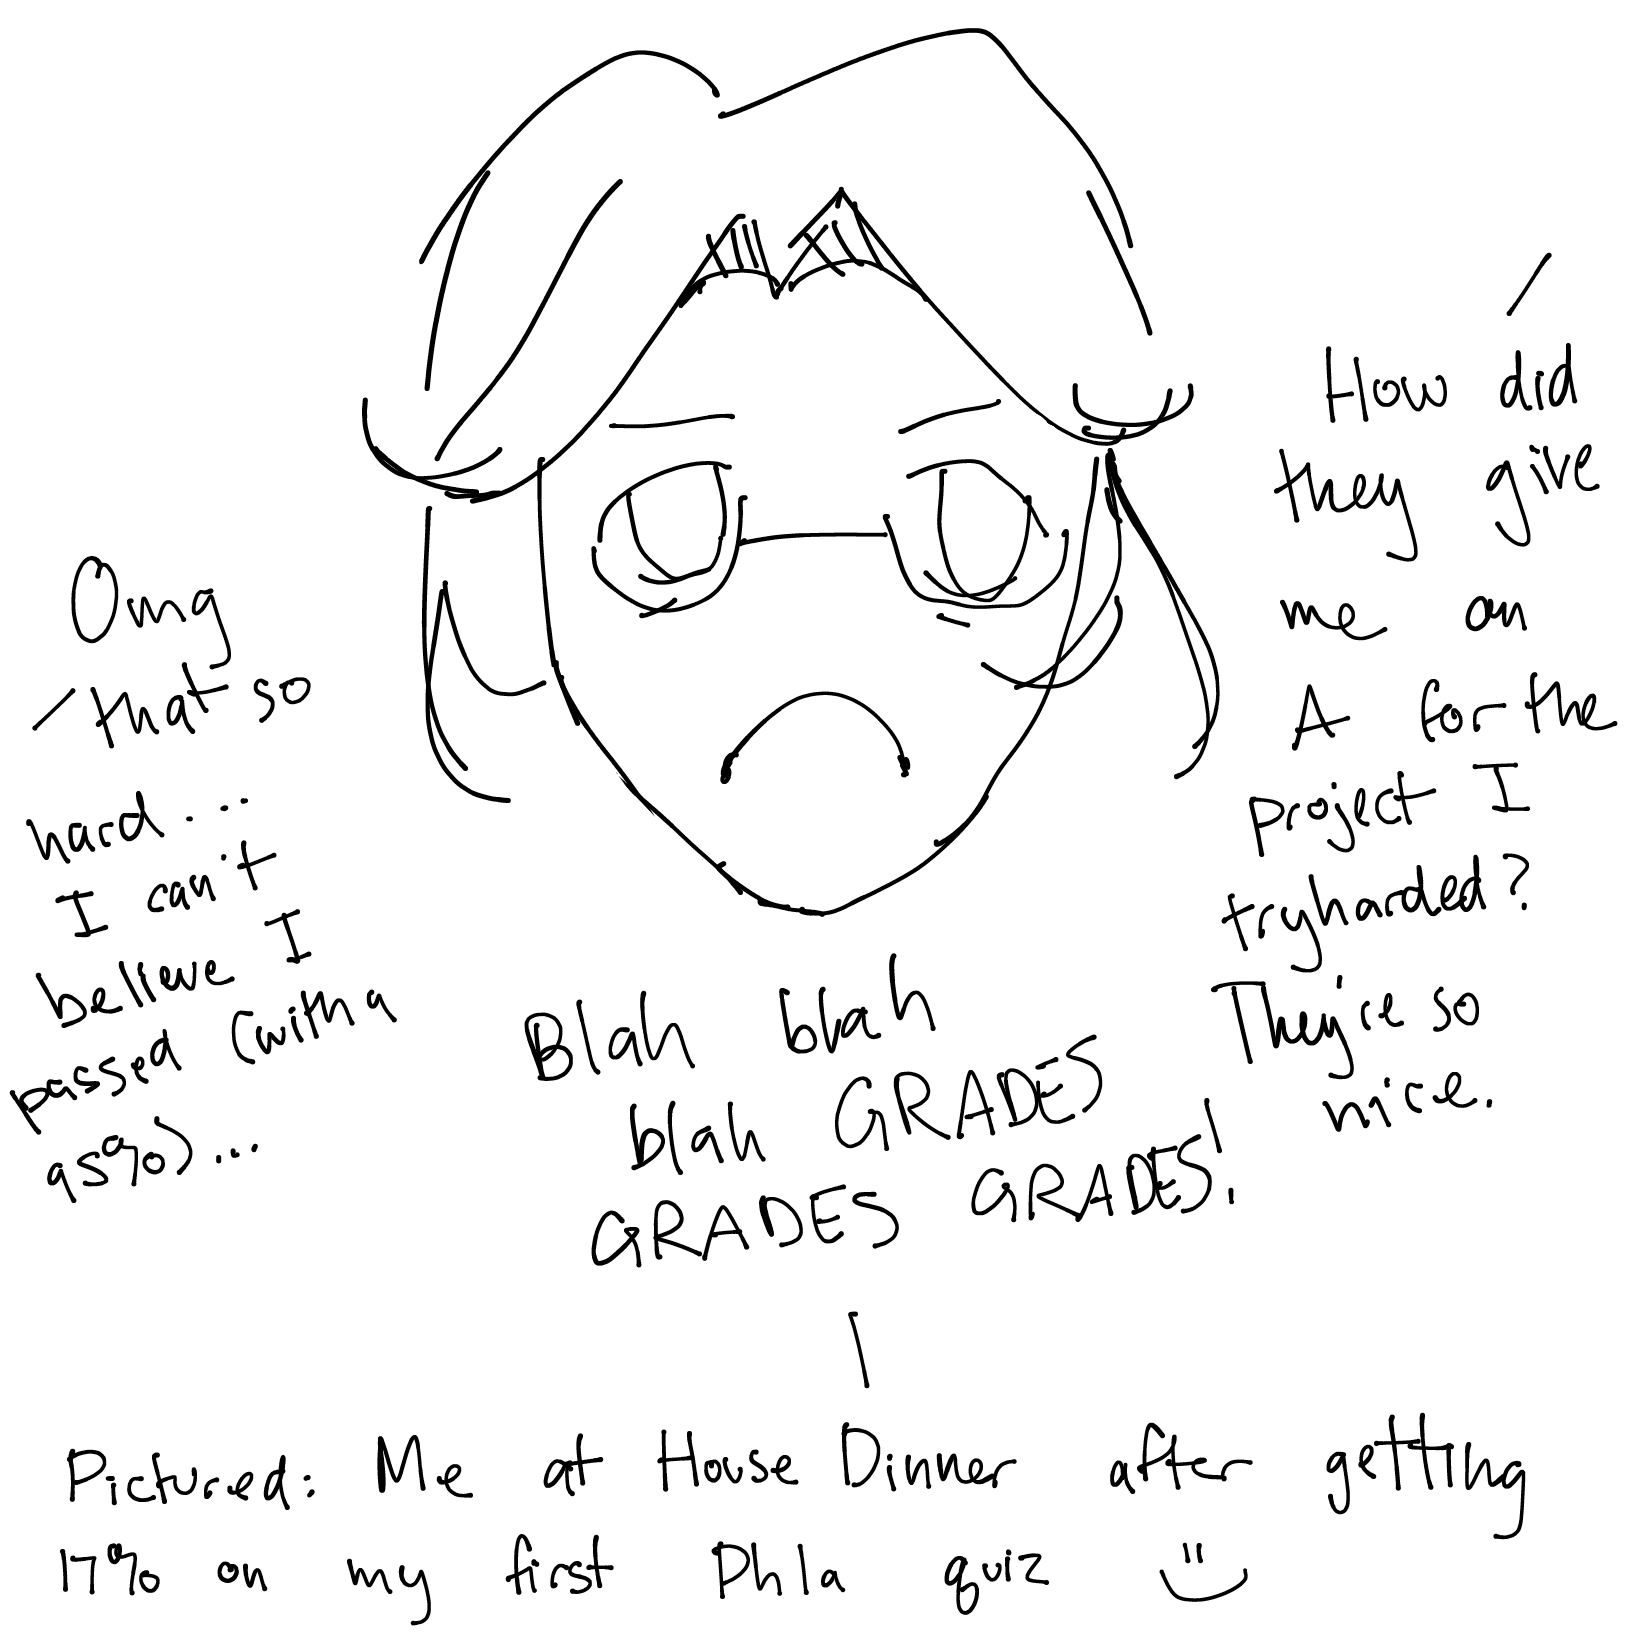 Omg
that so
hard...
I can't
believe I
passed (with a
95%)...
How did
they give
me an
A for the
project I
tryharded?
They're so
nice.
Blah blah
blah GRADES
GRADES GRADES!
Pictured: Me at House Dinner after getting
17% on my first Ph1a quiz